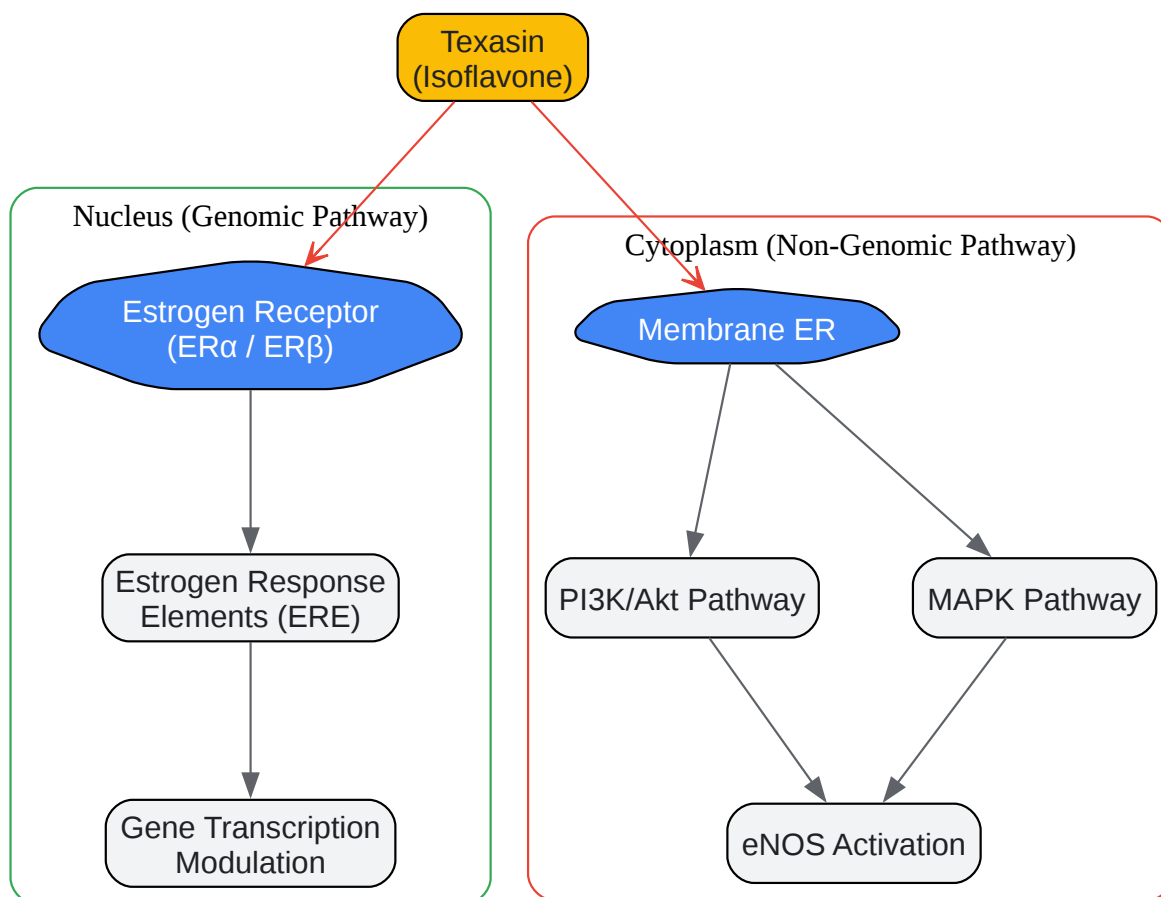 Texasin
(Isoflavone)
Nucleus (Genomic Pathway)
Estrogen Receptor
(ERα / ERβ)
Estrogen Response
Elements (ERE)
Gene Transcription
Modulation
Cytoplasm (Non-Genomic Pathway)
Membrane ER
PI3K/Akt Pathway
MAPK Pathway
eNOS Activation